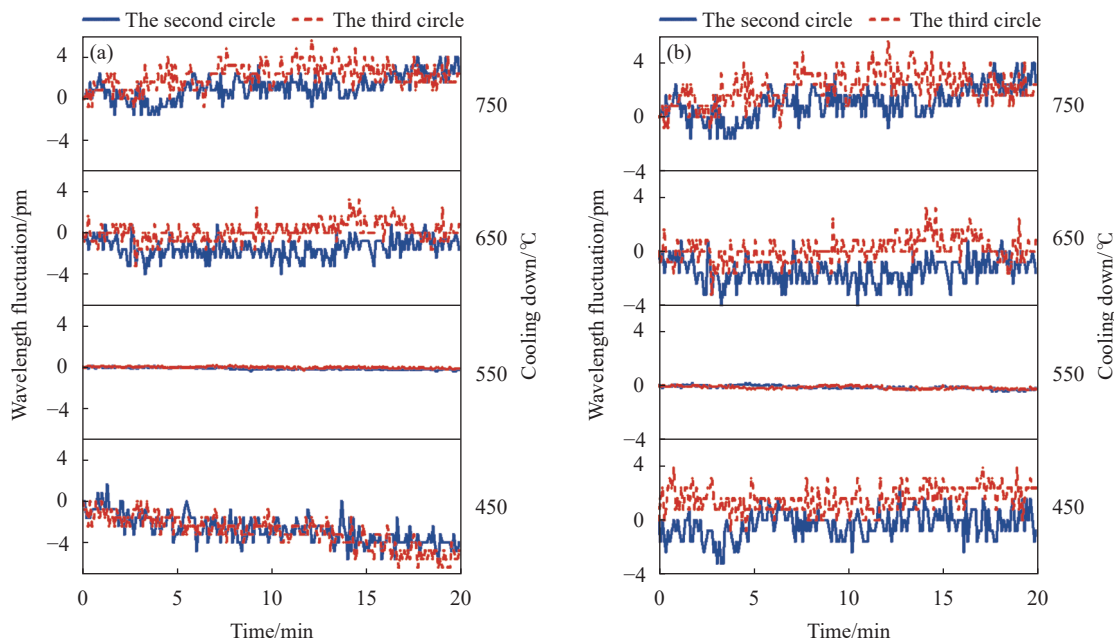 The second circle The third circle
(a)
4
0
−4
4
0
−4
4
0
−4
4
0
−4
750
650
550
450
Wavelength fluctuation/pm
Cooling down/℃
0 5 10 15 20
Time/min
The second circle The third circle
(b)
4
0
−4
4
0
−4
4
0
−4
4
0
−4
750
650
550
450
Wavelength fluctuation/pm
Cooling down/℃
0 5 10 15 20
Time/min